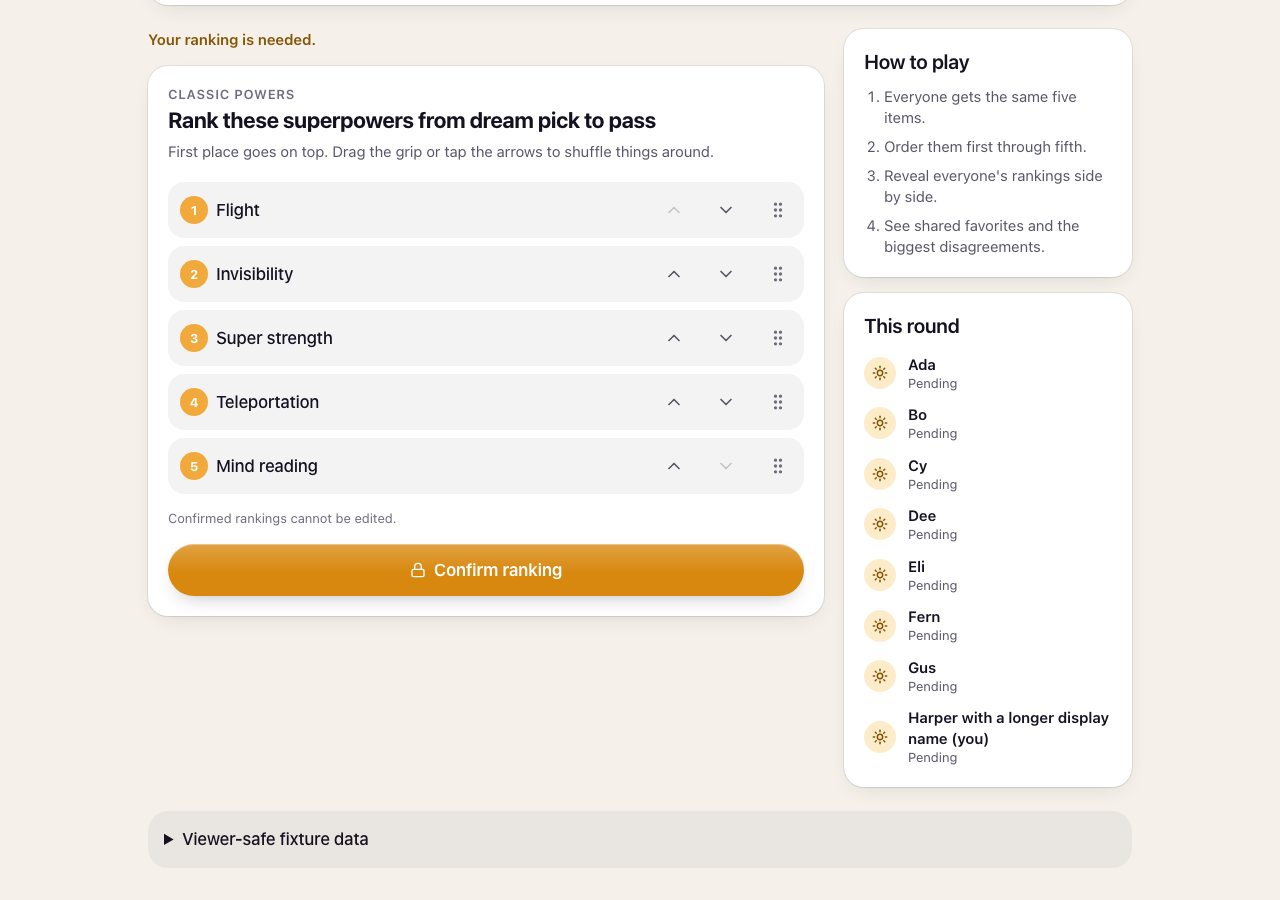 Your ranking is needed.
CLASSIC POWERS
Rank these superpowers from dream pick to pass
First place goes on top. Drag the grip or tap the arrows to shuffle things around.
1 Flight
2 Invisibility
3 Super strength
4 Teleportation
5 Mind reading
Confirmed rankings cannot be edited.
Confirm ranking
How to play
1. Everyone gets the same five
items.
2. Order them first through fifth.
3. Reveal everyone's rankings side
by side.
4. See shared favorites and the
biggest disagreements.
This round
Ada
Pending
Bo
Pending
Cy
Pending
Dee
Pending
Eli
Pending
Fern
Pending
Gus
Pending
Harper with a longer display
name (you)
Pending
Viewer-safe fixture data